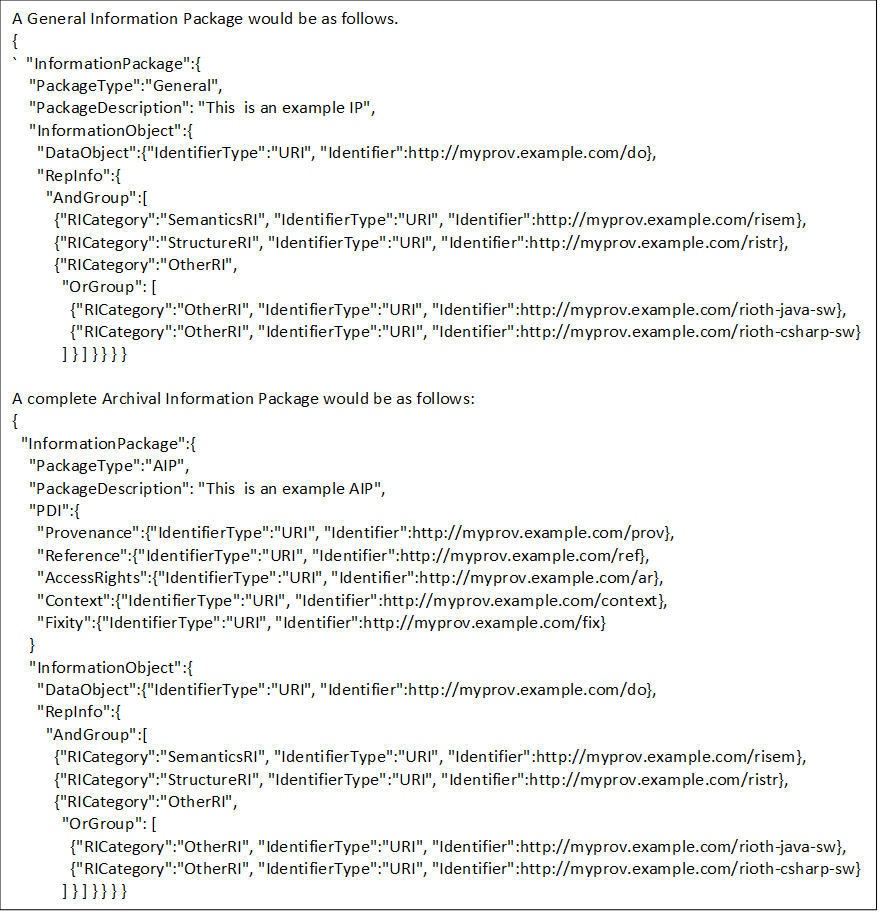 A General Information Package would be as follows.
{
` "InformationPackage":{
"PackageType":"General",
"PackageDescription": "This  is an example IP",
"InformationObject":{
"DataObject":{"IdentifierType":"URI", "Identifier":http://myprov.example.com/do},
"RepInfo":{
"AndGroup":[
{"RICategory":"SemanticsRI", "IdentifierType":"URI", "Identifier":http://myprov.example.com/risem},
{"RICategory":"StructureRI", "IdentifierType":"URI", "Identifier":http://myprov.example.com/ristr},
{"RICategory":"OtherRI",
"OrGroup": [
{"RICategory":"OtherRI", "IdentifierType":"URI", "Identifier":http://myprov.example.com/rioth-java-sw},
{"RICategory":"OtherRI", "IdentifierType":"URI", "Identifier":http://myprov.example.com/rioth-csharp-sw}
] } ] } } } }
A complete Archival Information Package would be as follows:
{
"InformationPackage":{
"PackageType":"AIP",
"PackageDescription": "This  is an example AIP",
"PDI":{
"Provenance":{"IdentifierType":"URI", "Identifier":http://myprov.example.com/prov},
"Reference":{"IdentifierType":"URI", "Identifier":http://myprov.example.com/ref},
"AccessRights":{"IdentifierType":"URI", "Identifier":http://myprov.example.com/ar},
"Context":{"IdentifierType":"URI", "Identifier":http://myprov.example.com/context},
"Fixity":{"IdentifierType":"URI", "Identifier":http://myprov.example.com/fix}
}
"InformationObject":{
"DataObject":{"IdentifierType":"URI", "Identifier":http://myprov.example.com/do},
"RepInfo":{
"AndGroup":[
{"RICategory":"SemanticsRI", "IdentifierType":"URI", "Identifier":http://myprov.example.com/risem},
{"RICategory":"StructureRI", "IdentifierType":"URI", "Identifier":http://myprov.example.com/ristr},
{"RICategory":"OtherRI",
"OrGroup": [
{"RICategory":"OtherRI", "IdentifierType":"URI", "Identifier":http://myprov.example.com/rioth-java-sw},
{"RICategory":"OtherRI", "IdentifierType":"URI", "Identifier":http://myprov.example.com/rioth-csharp-sw}
] } ] } } } }